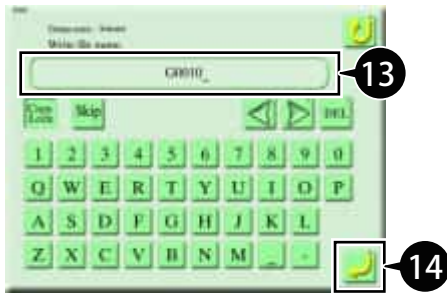 Write file name.
G0010_
13
Caps Lock Skip DEL
1 2 3 4 5 6 7 8 9 0
Q W E R T Y U I O P
A S D F G H J K L
Z X C V B N M _ -
14